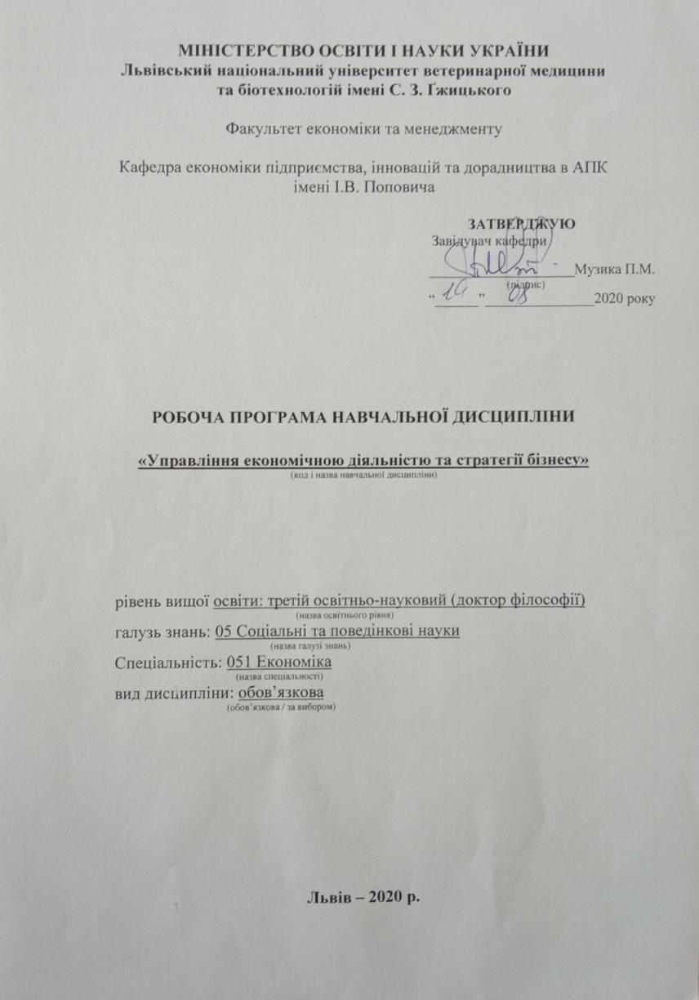 МІНІСТЕРСТВО ОСВІТИ І НАУКИ УКРАЇНИ
Львівський національний університет ветеринарної медицини
та біотехнологій імені С. З. Ґжицького
Факультет економіки та менеджменту
Кафедра економіки підприємства, інновацій та дорадництва в АПК
імені І.В. Поповича
ЗАТВЕРДЖУЮ
Завідувач кафедри
Музика П.М.
(підпис)
“ ” 08 2020 року
РОБОЧА ПРОГРАМА НАВЧАЛЬНОЇ ДИСЦИПЛІНИ
«Управління економічною діяльністю та стратегії бізнесу»
(код і назва навчальної дисципліни)
рівень вищої освіти: третій освітньо-науковий (доктор філософії)
(назва освітнього рівня)
галузь знань: 05 Соціальні та поведінкові науки
(назва галузі знань)
Спеціальність: 051 Економіка
(назва спеціальності)
вид дисципліни: обов’язкова
(обов’язкова / за вибором)
Львів – 2020 р.